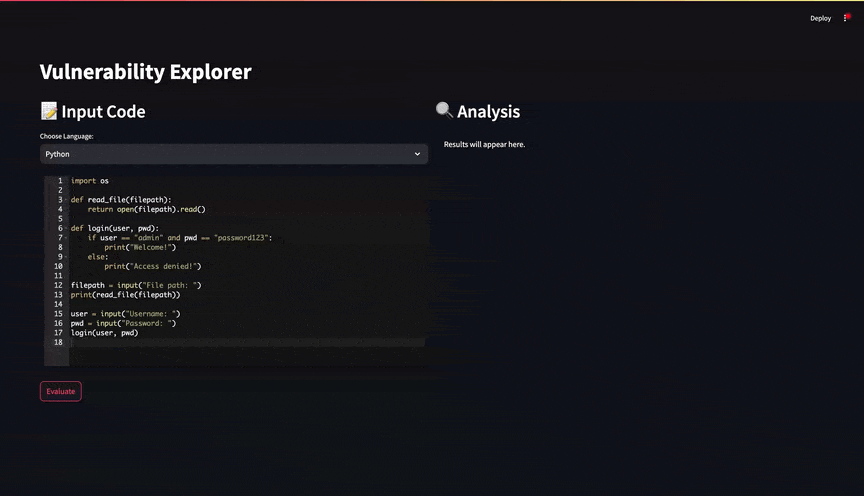 Deploy
Vulnerability Explorer
📝 Input Code
Choose Language:
Python
1 import os
2
3 def read_file(filepath):
4     return open(filepath).read()
5
6 def login(user, pwd):
7     if user == "admin" and pwd == "password123":
8         print("Welcome!")
9     else:
10         print("Access denied!")
11
12 filepath = input("File path: ")
13 print(read_file(filepath))
14
15 user = input("Username: ")
16 pwd = input("Password: ")
17 login(user, pwd)
18
Evaluate
🔍 Analysis
Results will appear here.